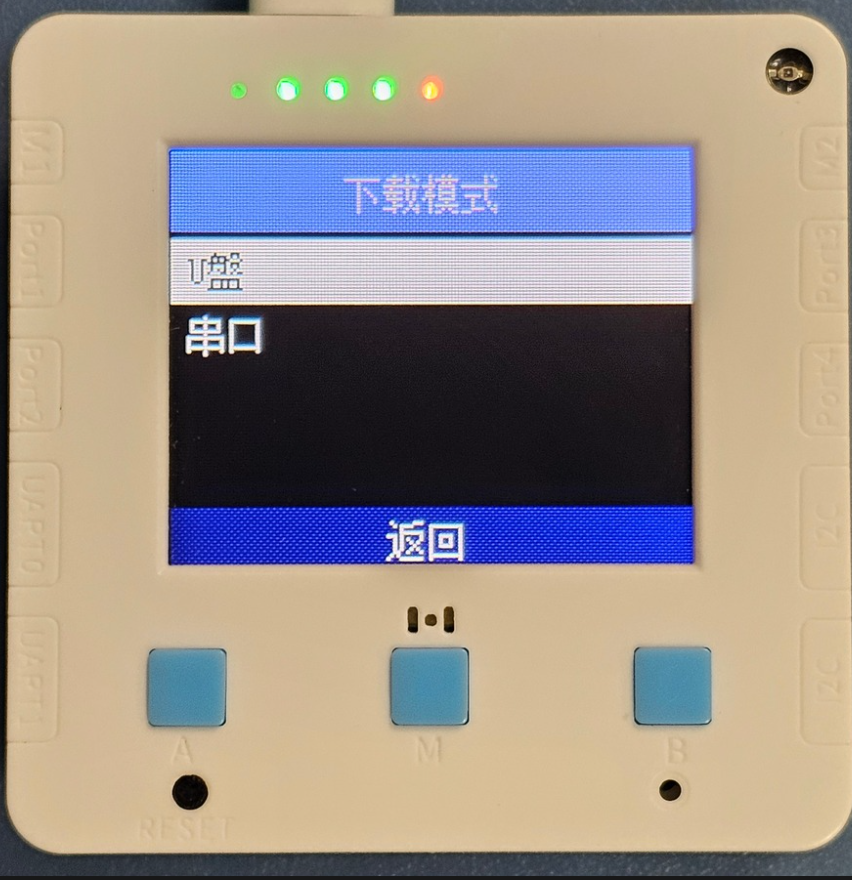 下载模式
U盘
串口
返回
M1
Port1
Port2
UART0
UART1
M2
Port3
Port4
I2C
I2C
A
M
B
RESET